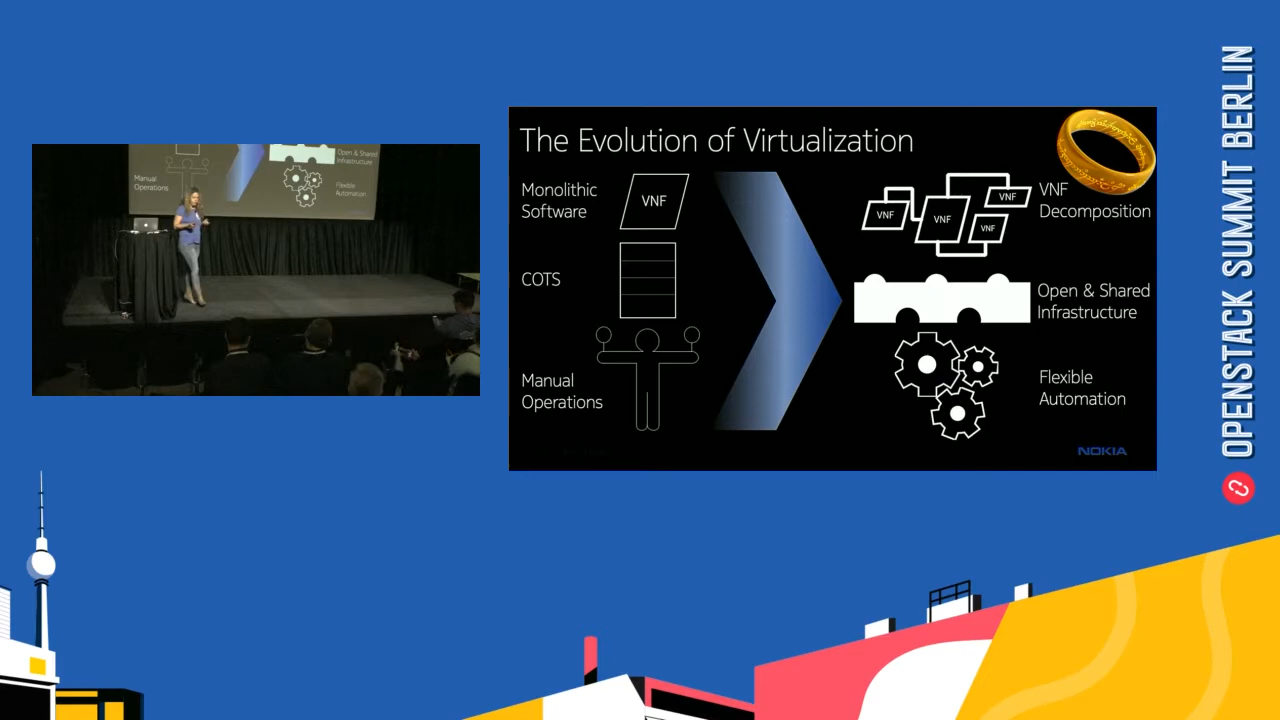 The Evolution of Virtualization
Monolithic
Software
VNF
COTS
Manual
Operations
VNF
VNF
VNF
VNF
VNF
Decomposition
Open & Shared
Infrastructure
Flexible
Automation
NOKIA
Manual
Operations
Open & Shared
Infrastructure
Flexible
Automation
OPENSTACK SUMMIT BERLIN